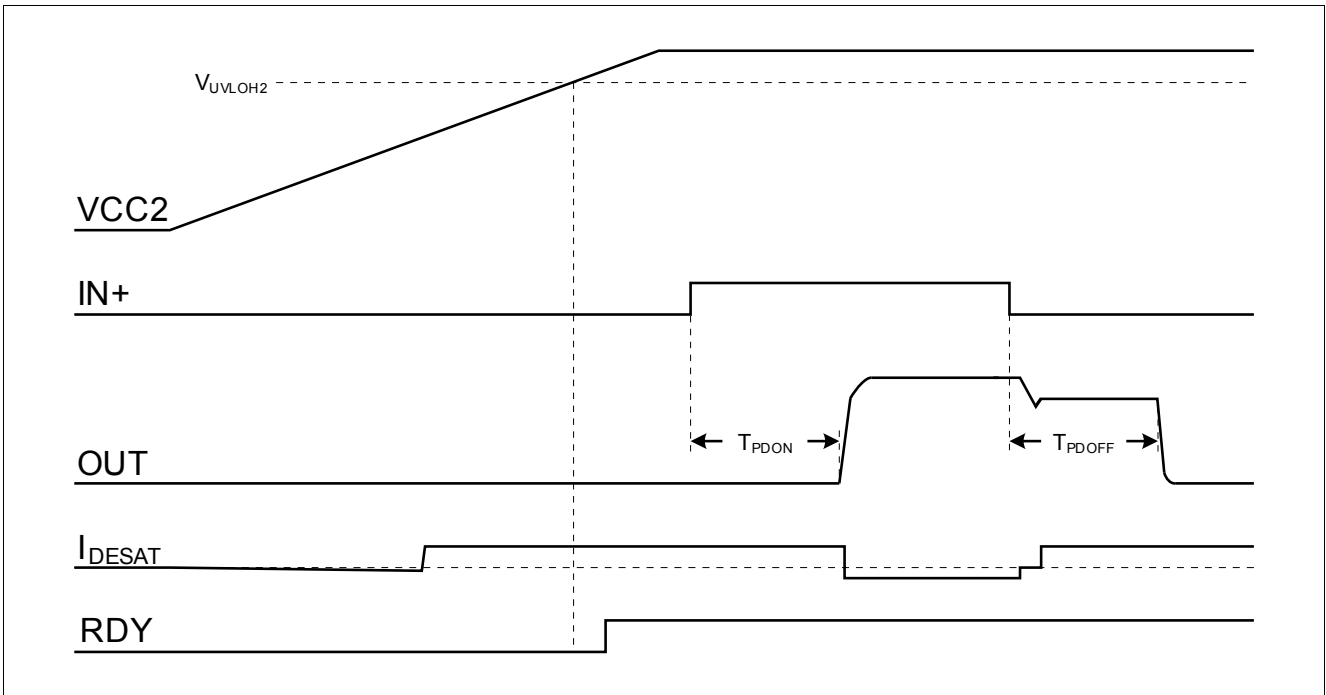 VUVLOH2
VCC2
IN+
TPDON
TPDOFF
OUT
IDESAT
RDY